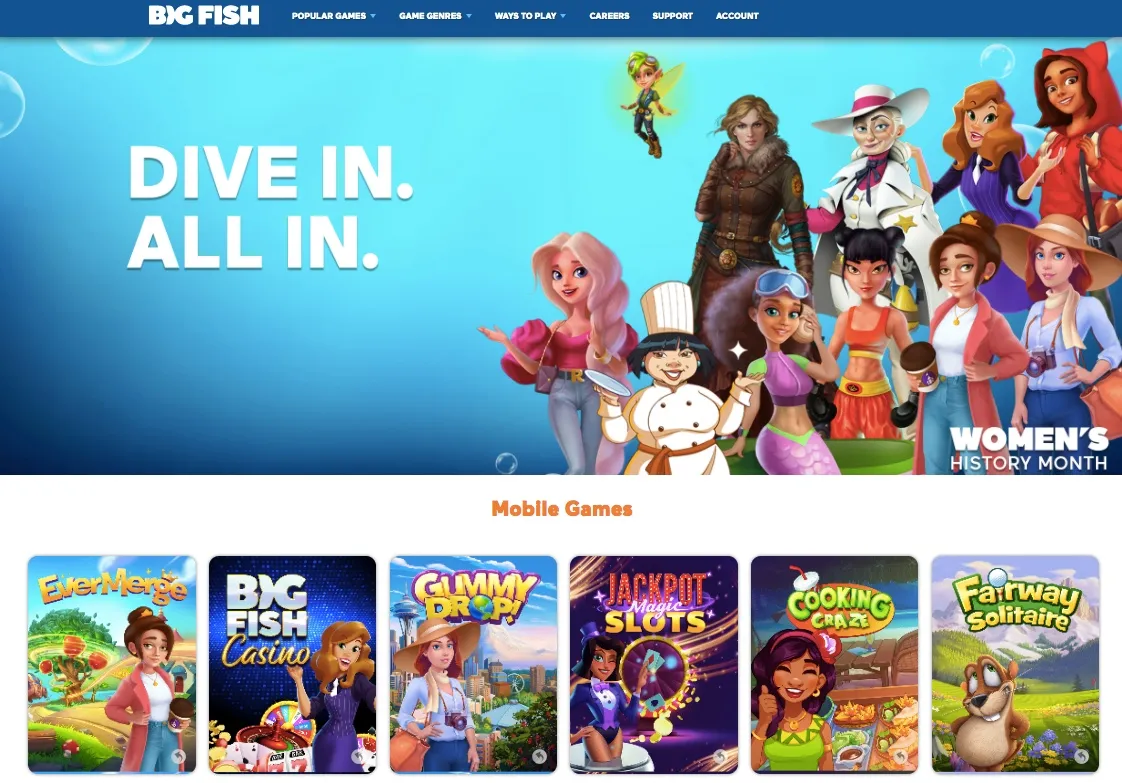 BIG FISH
POPULAR GAMES
GAME GENRES
WAYS TO PLAY
CAREERS
SUPPORT
ACCOUNT
DIVE IN.
ALL IN.
WOMEN'S
HISTORY MONTH
Mobile Games
EverMerge
BIG
FISH
Casino
GUMMY
DROP!
JACKPOT
Magic
SLOTS
COOKING
CRAZE
Fairway
Solitaire